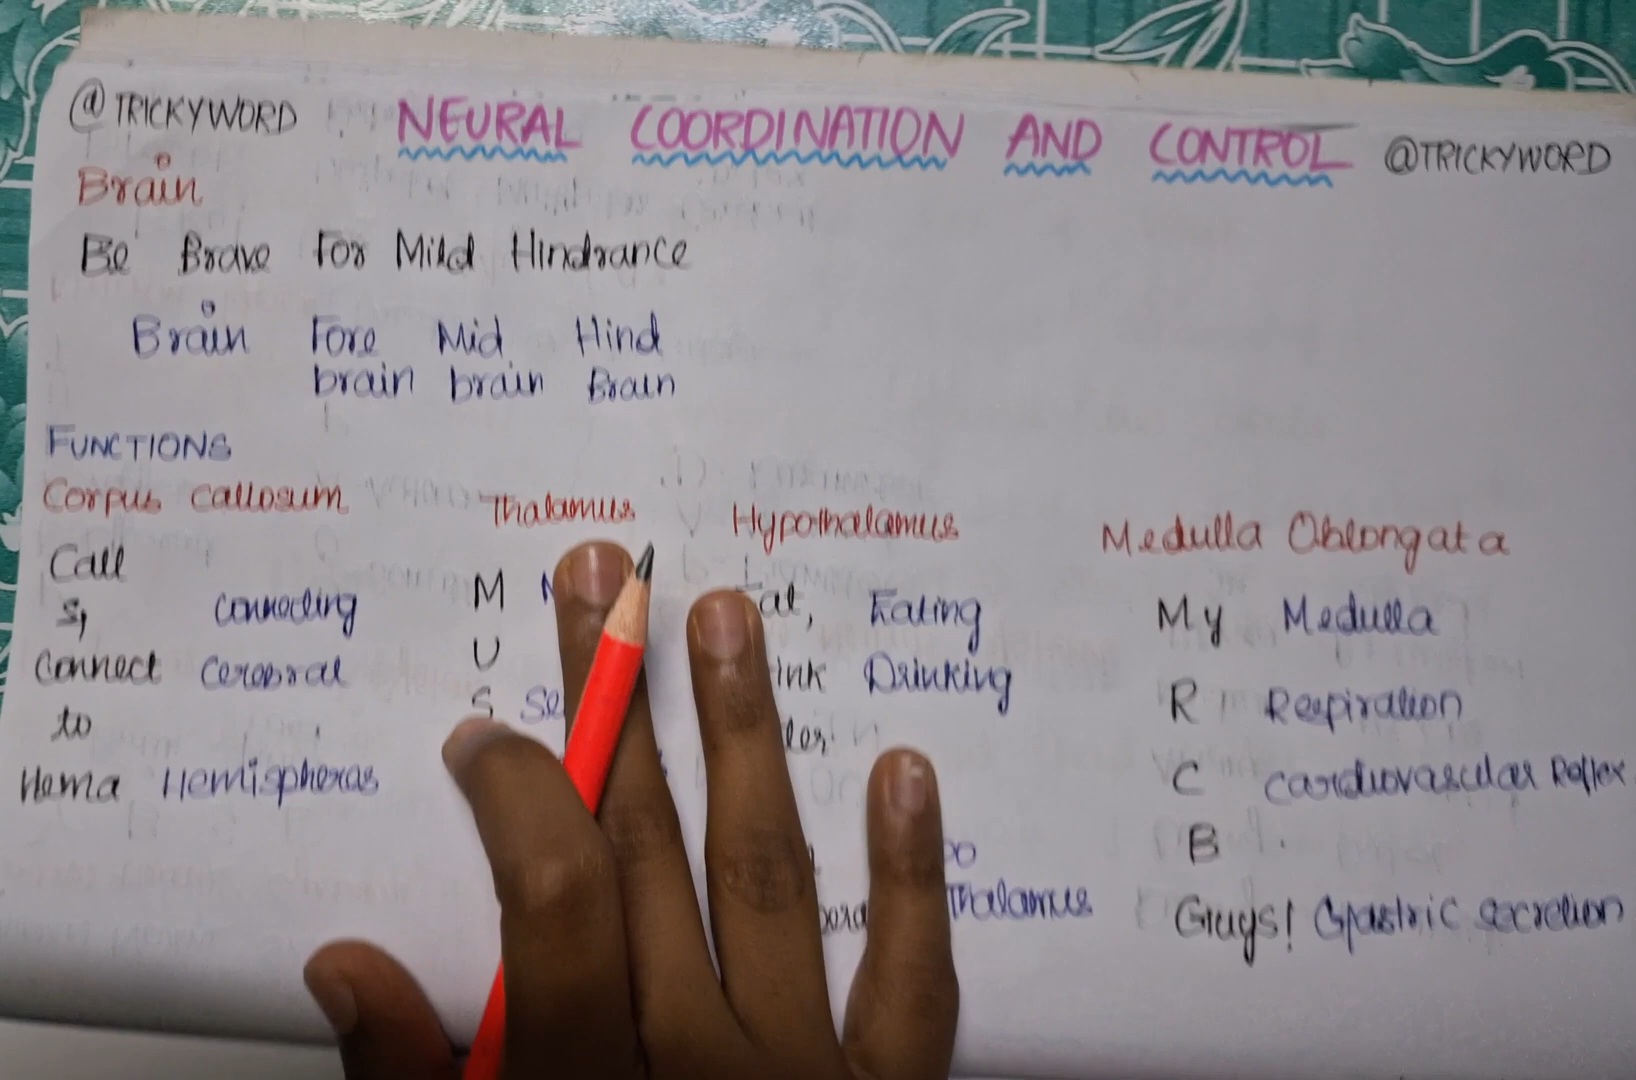 @TRICKYWORD NEURAL COORDINATION AND CONTROL @TRICKYWORD
Brain
Be Brave For Mild Hindrance
Brain Fore Mid Hind
brain brain Brain
FUNCTIONS
Corpus callosum
Call
S,
Connect
to
Hema
connecting
Cerebral
Hemispheres
Thalamus
M
U
S
Hypothalamus
Eating
Drinking
Thalamus
Medulla Oblongata
My Medulla
R Respiration
C cardiovascular Reflex
B
Guys! Gastric secretion